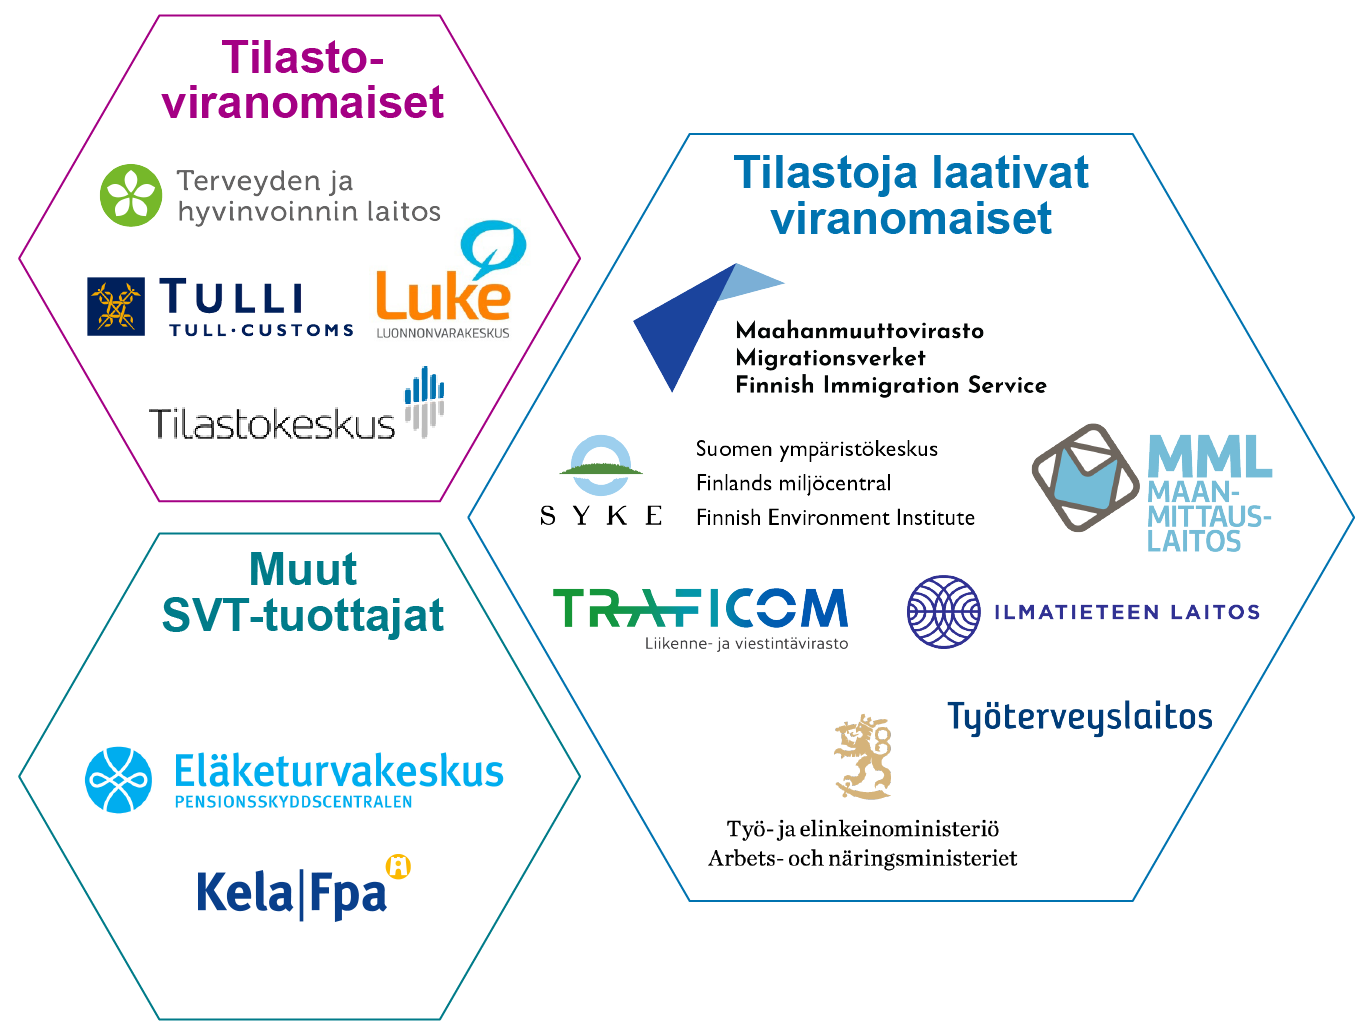 Tilasto-
viranomaiset
Terveyden ja
hyvinvoinnin laitos
TULLI
TULL·CUSTOMS
Luke
LUONNONVARAKESKUS
Tilastokeskus
Tilastoja laativat
viranomaiset
Maahanmuuttovirasto
Migrationsverket
Finnish Immigration Service
SYKE
Suomen ympäristökeskus
Finlands miljöcentral
Finnish Environment Institute
MML
MAAN-
MITTAUS-
LAITOS
TRAFICOM
Liikenne- ja viestintävirasto
ILMATIETEEN LAITOS
Työterveyslaitos
Työ- ja elinkeinoministeriö
Arbets- och näringsministeriet
Muut
SVT-tuottajat
Eläketurvakeskus
PENSIONSSKYDDSCENTRALEN
Kela|Fpa